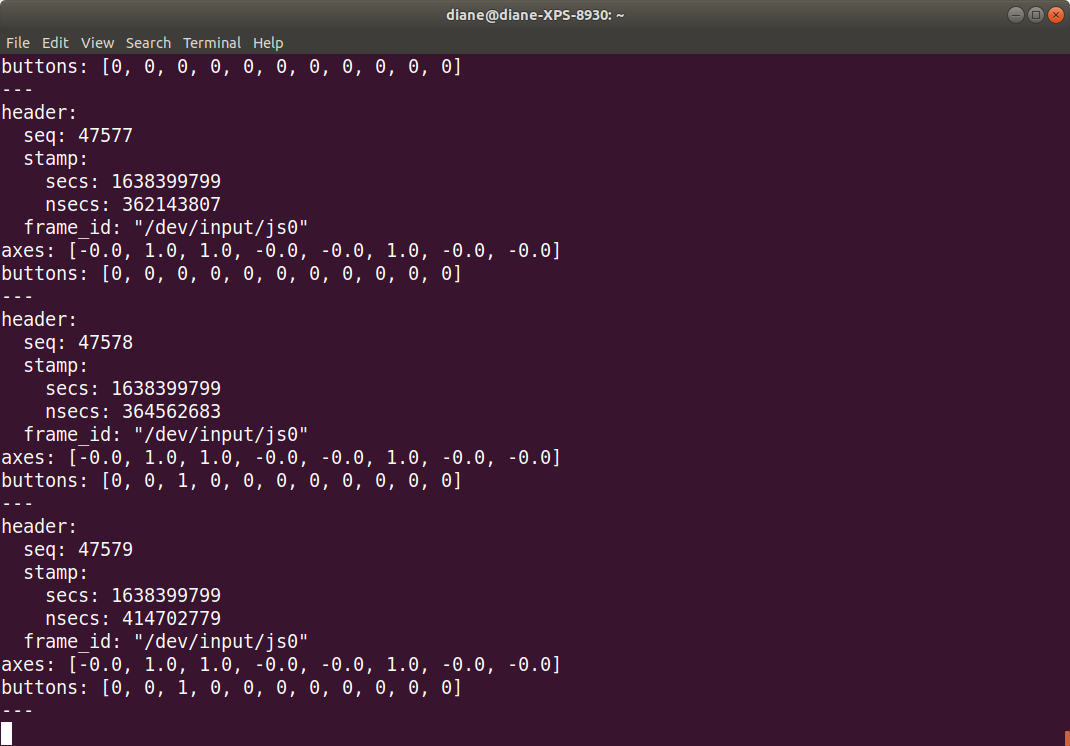 diane@diane-XPS-8930: ~
File Edit View Search Terminal Help
buttons: [0, 0, 0, 0, 0, 0, 0, 0, 0, 0, 0]
---
header:
  seq: 47577
  stamp:
    secs: 1638399799
    nsecs: 362143807
  frame_id: "/dev/input/js0"
axes: [-0.0, 1.0, 1.0, -0.0, -0.0, 1.0, -0.0, -0.0]
buttons: [0, 0, 0, 0, 0, 0, 0, 0, 0, 0, 0]
---
header:
  seq: 47578
  stamp:
    secs: 1638399799
    nsecs: 364562683
  frame_id: "/dev/input/js0"
axes: [-0.0, 1.0, 1.0, -0.0, -0.0, 1.0, -0.0, -0.0]
buttons: [0, 0, 1, 0, 0, 0, 0, 0, 0, 0, 0]
---
header:
  seq: 47579
  stamp:
    secs: 1638399799
    nsecs: 414702779
  frame_id: "/dev/input/js0"
axes: [-0.0, 1.0, 1.0, -0.0, -0.0, 1.0, -0.0, -0.0]
buttons: [0, 0, 1, 0, 0, 0, 0, 0, 0, 0, 0]
---